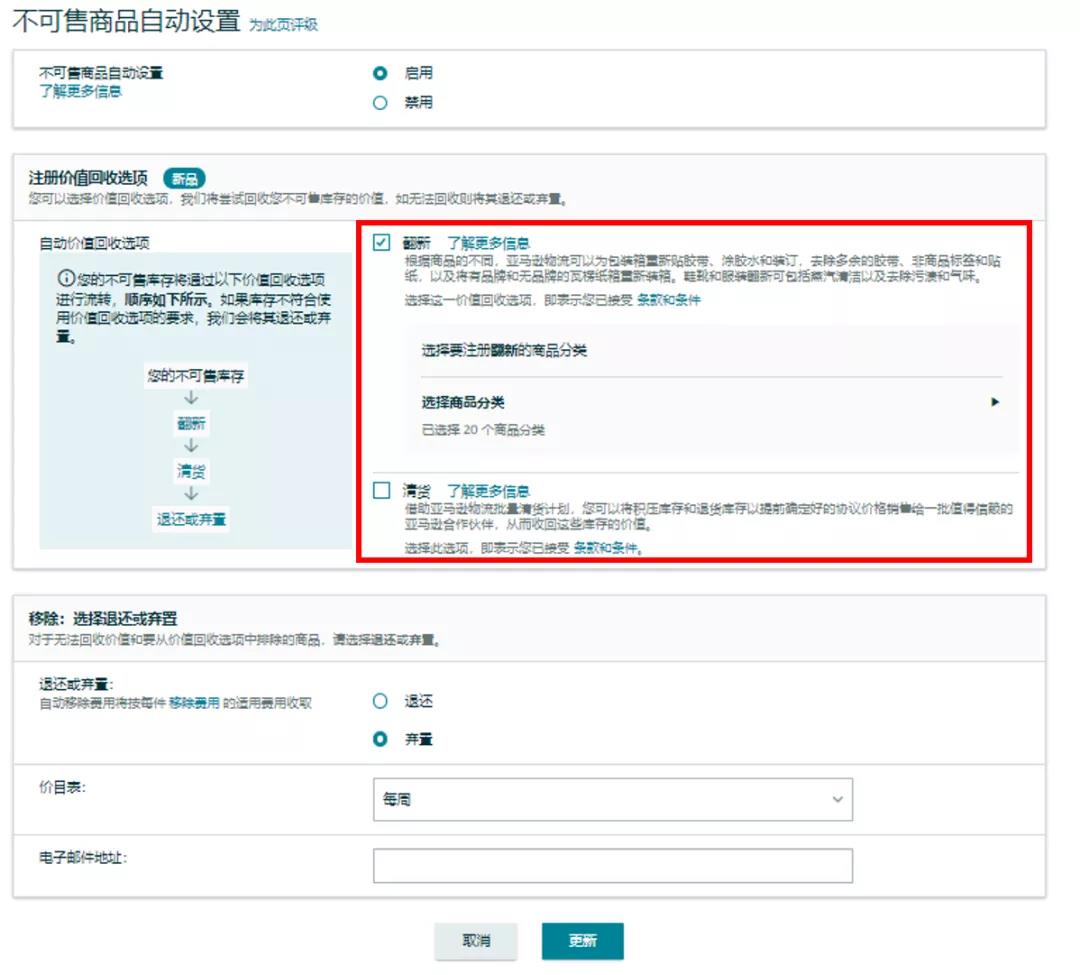 不可售商品自动设置 为此页评级
不可售商品自动设置
了解更多信息
启用
禁用
注册价值回收选项 新品
您可以选择价值回收选项，我们将尝试回收您不可售库存的价值，如无法回收则将其退还或弃置。
自动价值回收选项
您的不可售库存将通过以下价值回收选项
进行流转，顺序如下所示。如果库存不符合使
用价值回收选项的要求，我们会将其退还或弃
置。
您的不可售库存
翻新
清货
退还或弃置
翻新 了解更多信息
根据商品的不同，亚马逊物流可以为包装箱重新贴胶带、涂胶水和装订，去除多余的胶带、非商品标签和贴
纸，以及将有品牌和无品牌的瓦楞纸箱重新装箱。鞋靴和服装翻新可包括蒸汽清洁以及去除污渍和气味。
选择这一价值回收选项，即表示您已接受 条款和条件
选择要注册翻新的商品分类
选择商品分类
已选择 20 个商品分类
清货 了解更多信息
借助亚马逊物流批量清货计划，您可以将积压库存和退货库存以提前确定好的协议价格销售给一批值得信赖的
亚马逊合作伙伴，从而收回这些库存的价值。
选择此选项，即表示您已接受 条款和条件。
移除：选择退还或弃置
对于无法回收价值和要从价值回收选项中排除的商品，请选择退还或弃置。
退还或弃置:
自动移除费用将按每件 移除费用 的适用费用收取
退还
弃置
价目表:
每周
电子邮件地址:
取消
更新